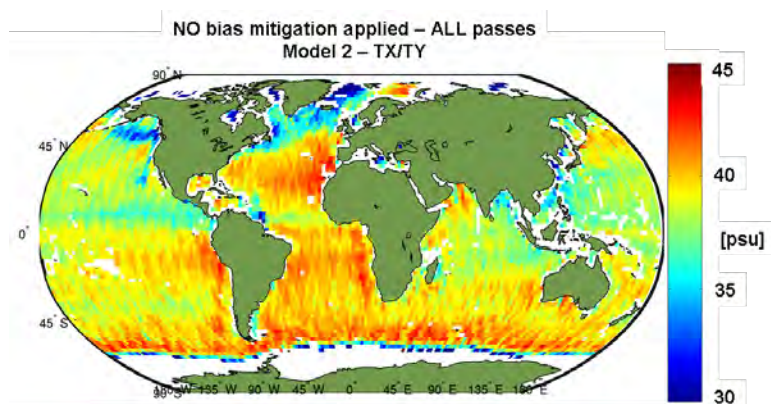 NO bias mitigation applied – ALL passes
Model 2 – TX/TY
90° N
45° N
0°
45° S
135° W 90° W 45° W 0° 45° E 90° E 135° E
45
40
[psu]
35
30